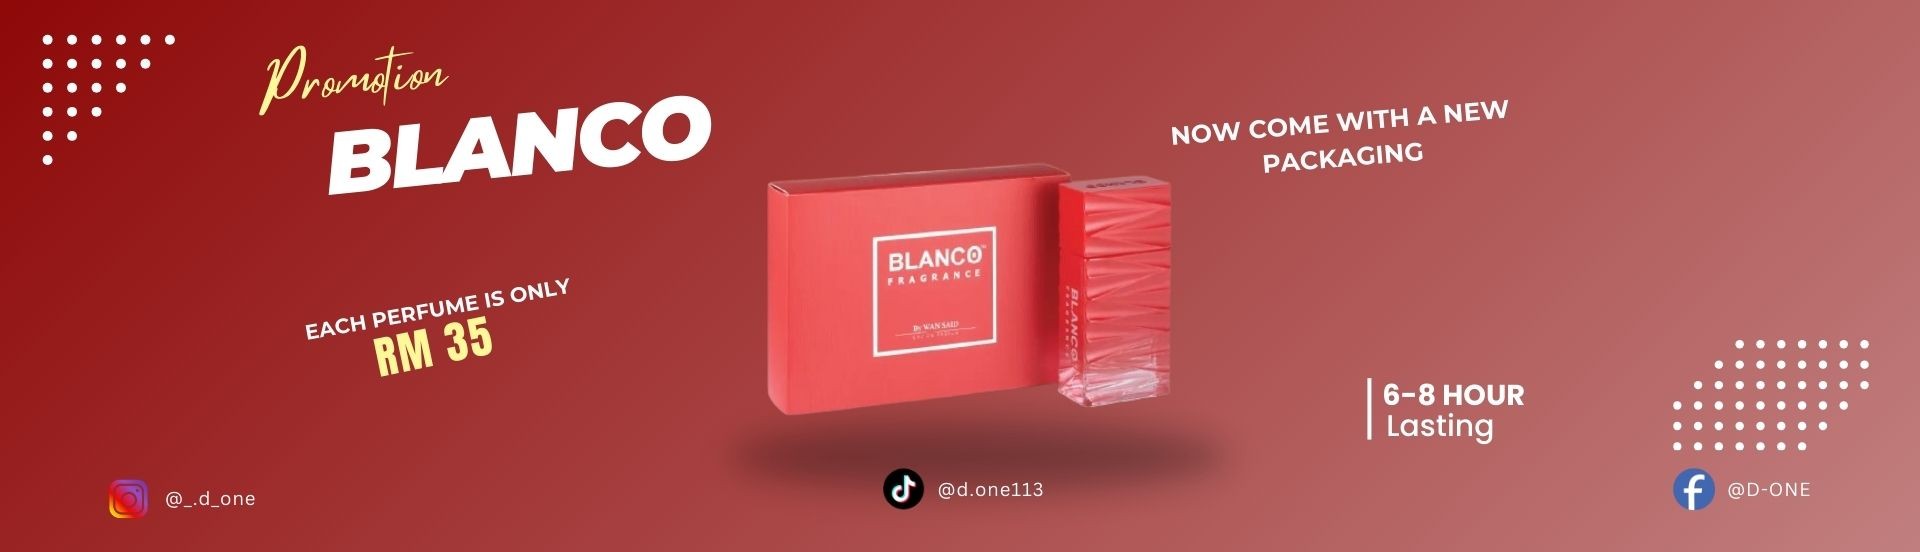 Promotion
BLANCO
EACH PERFUME IS ONLY
RM 35
NOW COME WITH A NEW
PACKAGING
BLANCO
FRAGRANCE
By WAN SAID
BLANCO
FRAGRANCE
6-8 HOUR
Lasting
@_.d_one
@d.one113
@D-ONE